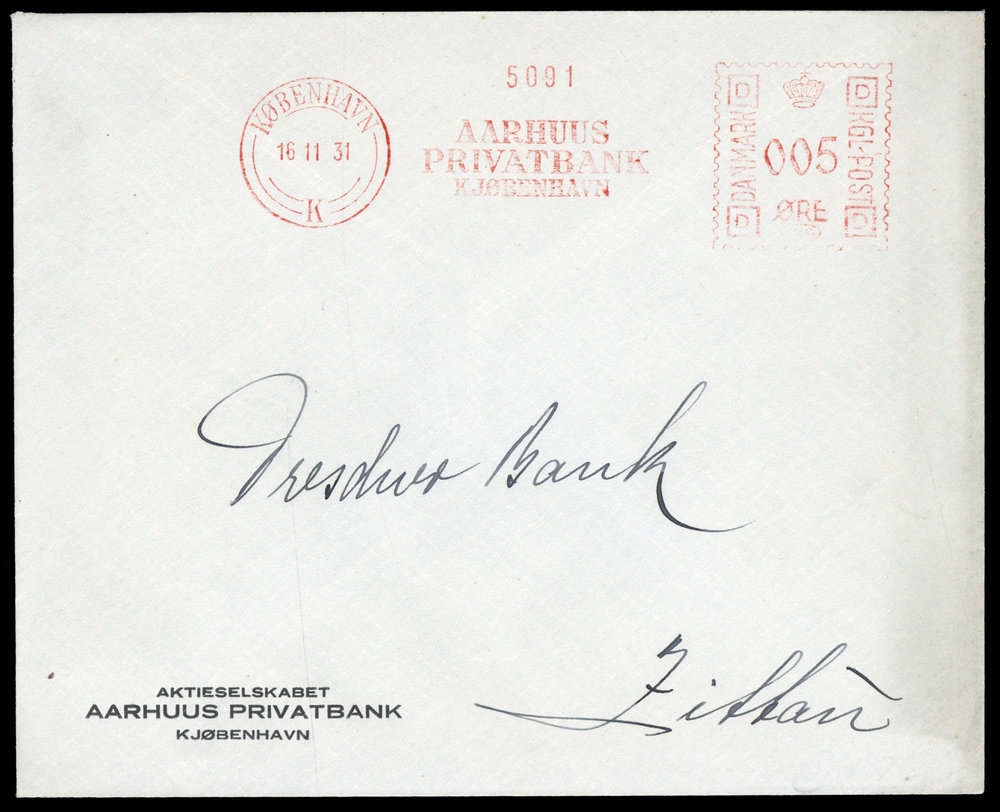 KØBENHAVN
16 11 31
K
5091
AARHUUS
PRIVATBANK
KJØBENHAVN
D D
DANMARK
KGL·POST
005
ØRE
D D
Dresdner Bank
Zittau
AKTIESELSKABET
AARHUUS PRIVATBANK
KJØBENHAVN